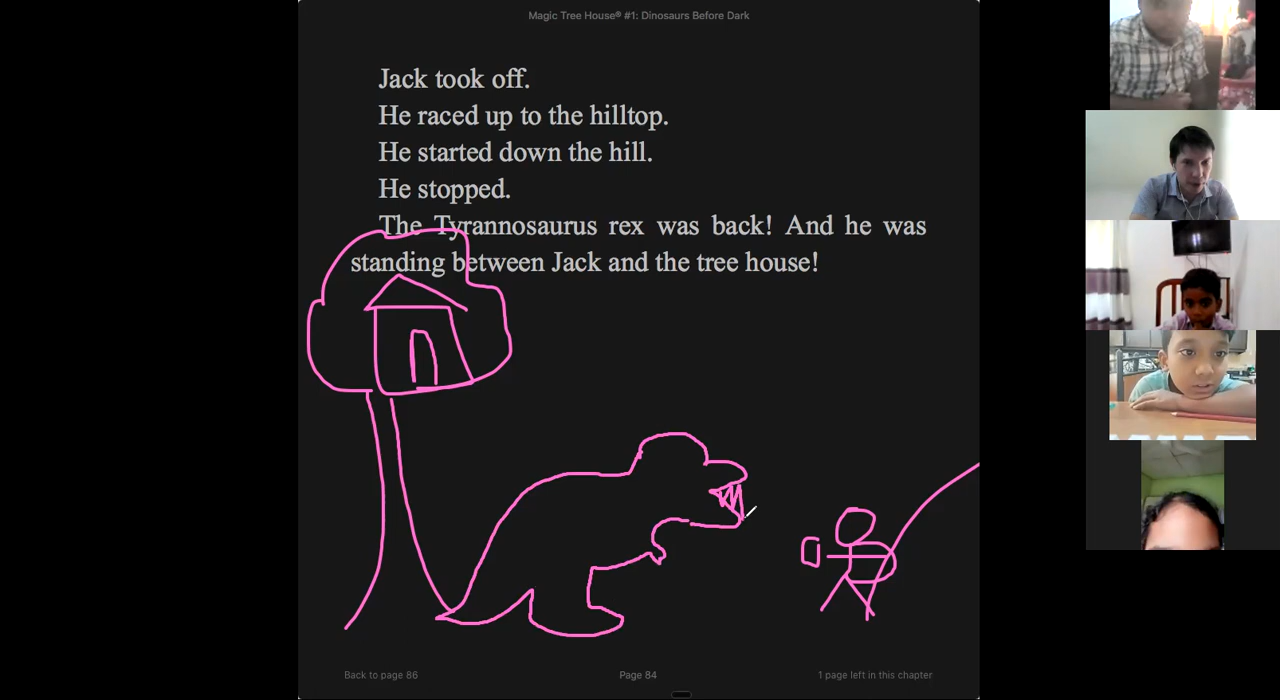 Magic Tree House® #1: Dinosaurs Before Dark
Jack took off.
He raced up to the hilltop.
He started down the hill.
He stopped.
The Tyrannosaurus rex was back! And he was
standing between Jack and the tree house!
Back to page 86
Page 84
1 page left in this chapter